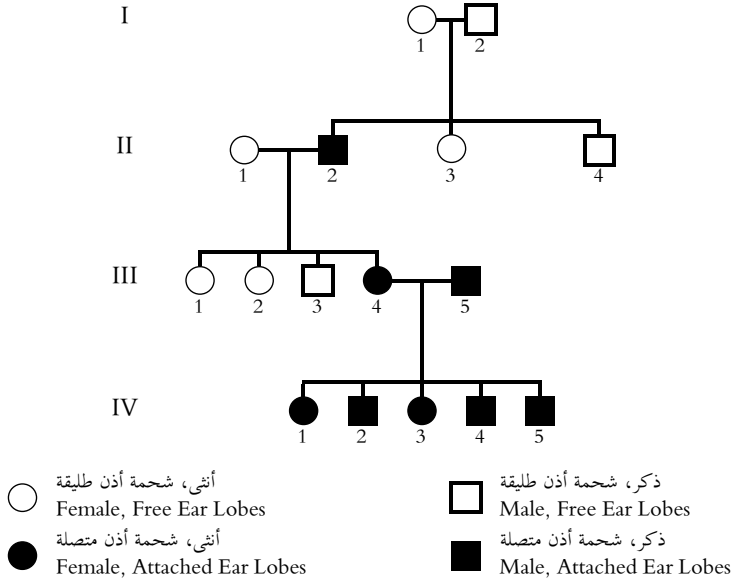 I
1 2
II
1 2 3 4
III
1 2 3 4 5
IV
1 2 3 4 5
أنثى، شحمة أذن طليقة
Female, Free Ear Lobes
ذكر، شحمة أذن طليقة
Male, Free Ear Lobes
أنثى، شحمة أذن متصلة
Female, Attached Ear Lobes
ذكر، شحمة أذن متصلة
Male, Attached Ear Lobes